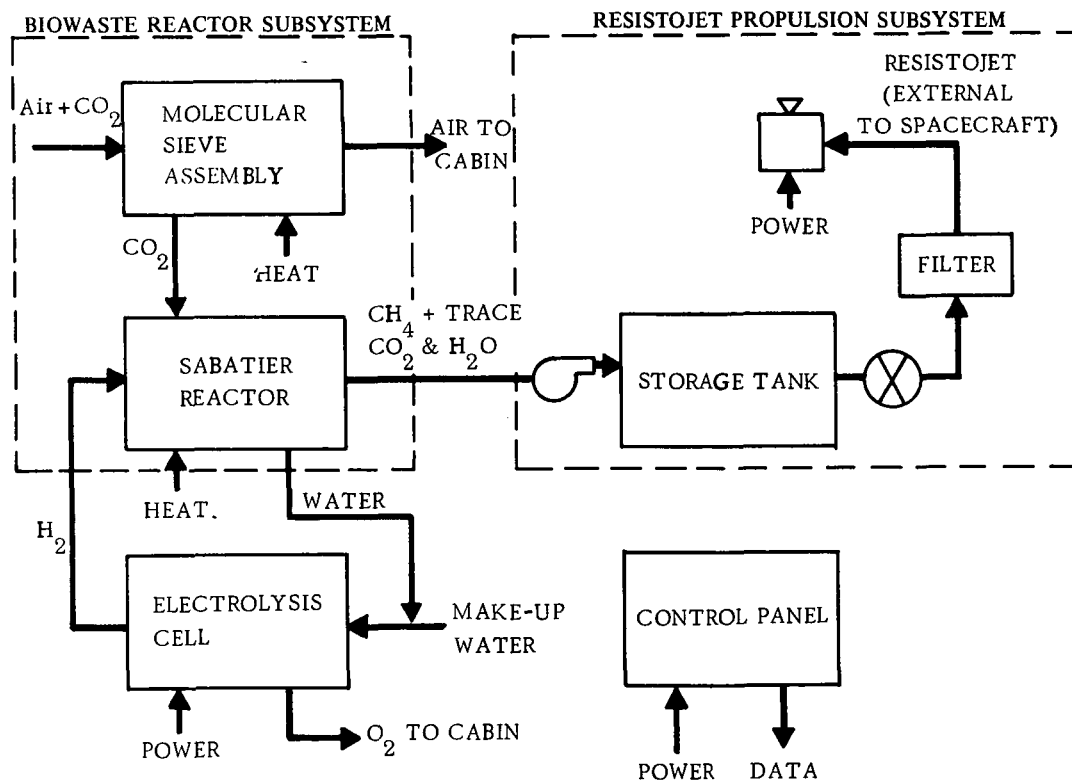 BIOWASTE REACTOR SUBSYSTEM
RESISTOJET PROPULSION SUBSYSTEM
Air + CO2
MOLECULAR
SIEVE
ASSEMBLY
AIR TO
CABIN
CO2
HEAT
RESISTOJET
(EXTERNAL
TO SPACECRAFT)
POWER
FILTER
SABATIER
REACTOR
CH4 + TRACE
CO2 & H2O
STORAGE TANK
HEAT.
WATER
H2
ELECTROLYSIS
CELL
MAKE-UP
WATER
POWER
O2 TO CABIN
CONTROL PANEL
POWER
DATA